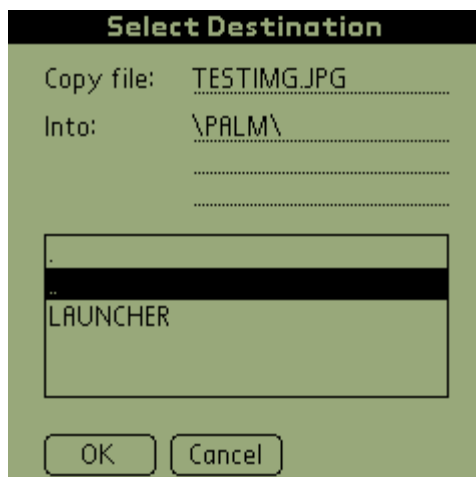 Select Destination
Copy file: TESTIMG.JPG
Into: \PALM\
.
..
LAUNCHER
OK Cancel